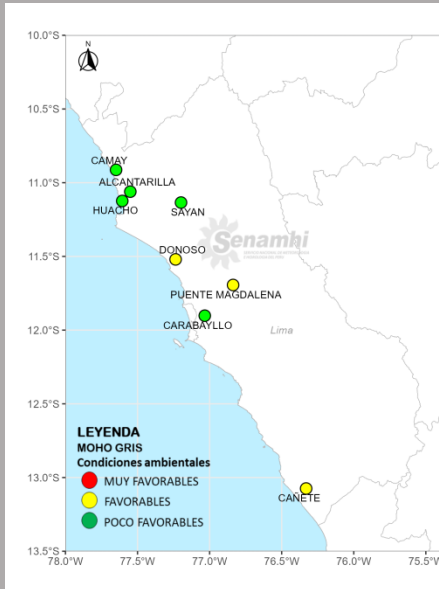 10.0°S
N
10.5°S
CAMAY
11.0°S
ALCANTARILLA
HUACHO
SAYAN
Senamhi
11.5°S
DONOSO
PUENTE MAGDALENA
12.0°S
CARABAYLLO
Lima
12.5°S
LEYENDA
MOHO GRIS
Condiciones ambientales
MUY FAVORABLES
FAVORABLES
POCO FAVORABLES
13.0°S
CAÑETE
13.5°S
78.0°W 77.5°W 77.0°W 76.5°W 76.0°W 75.5°W